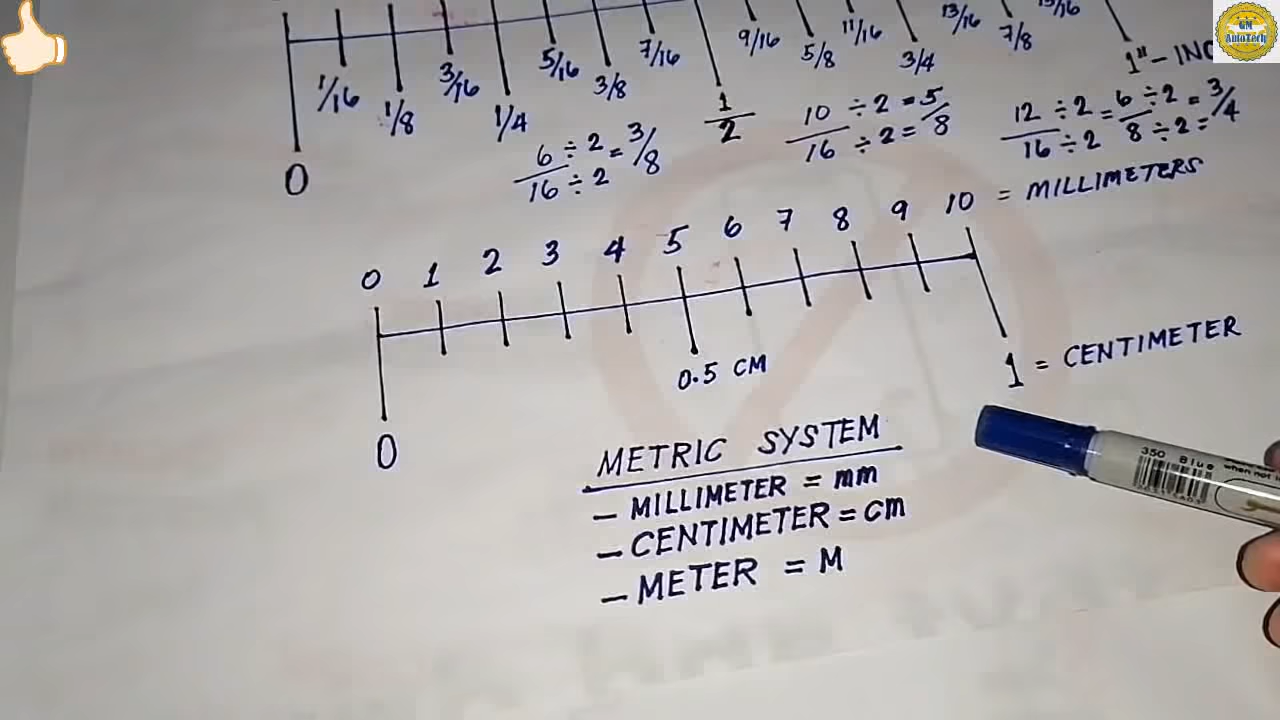 1/16 1/8 3/16 1/4 5/16 3/8 7/16 1/2 9/16 5/8 11/16 3/4 13/16 7/8 15/16 1"-INC
0
6 ÷ 2 = 3/8
16 ÷ 2
10 ÷ 2 = 5/8
16 ÷ 2 =
12 ÷ 2 = 6 ÷ 2 = 3/4
16 ÷ 2 8 ÷ 2 =
0 1 2 3 4 5 6 7 8 9 10 = MILLIMETERS
0.5 CM
1 = CENTIMETER
0
METRIC SYSTEM
- MILLIMETER = mm
- CENTIMETER = cm
- METER = M
350 Blue
GM
AutoTech